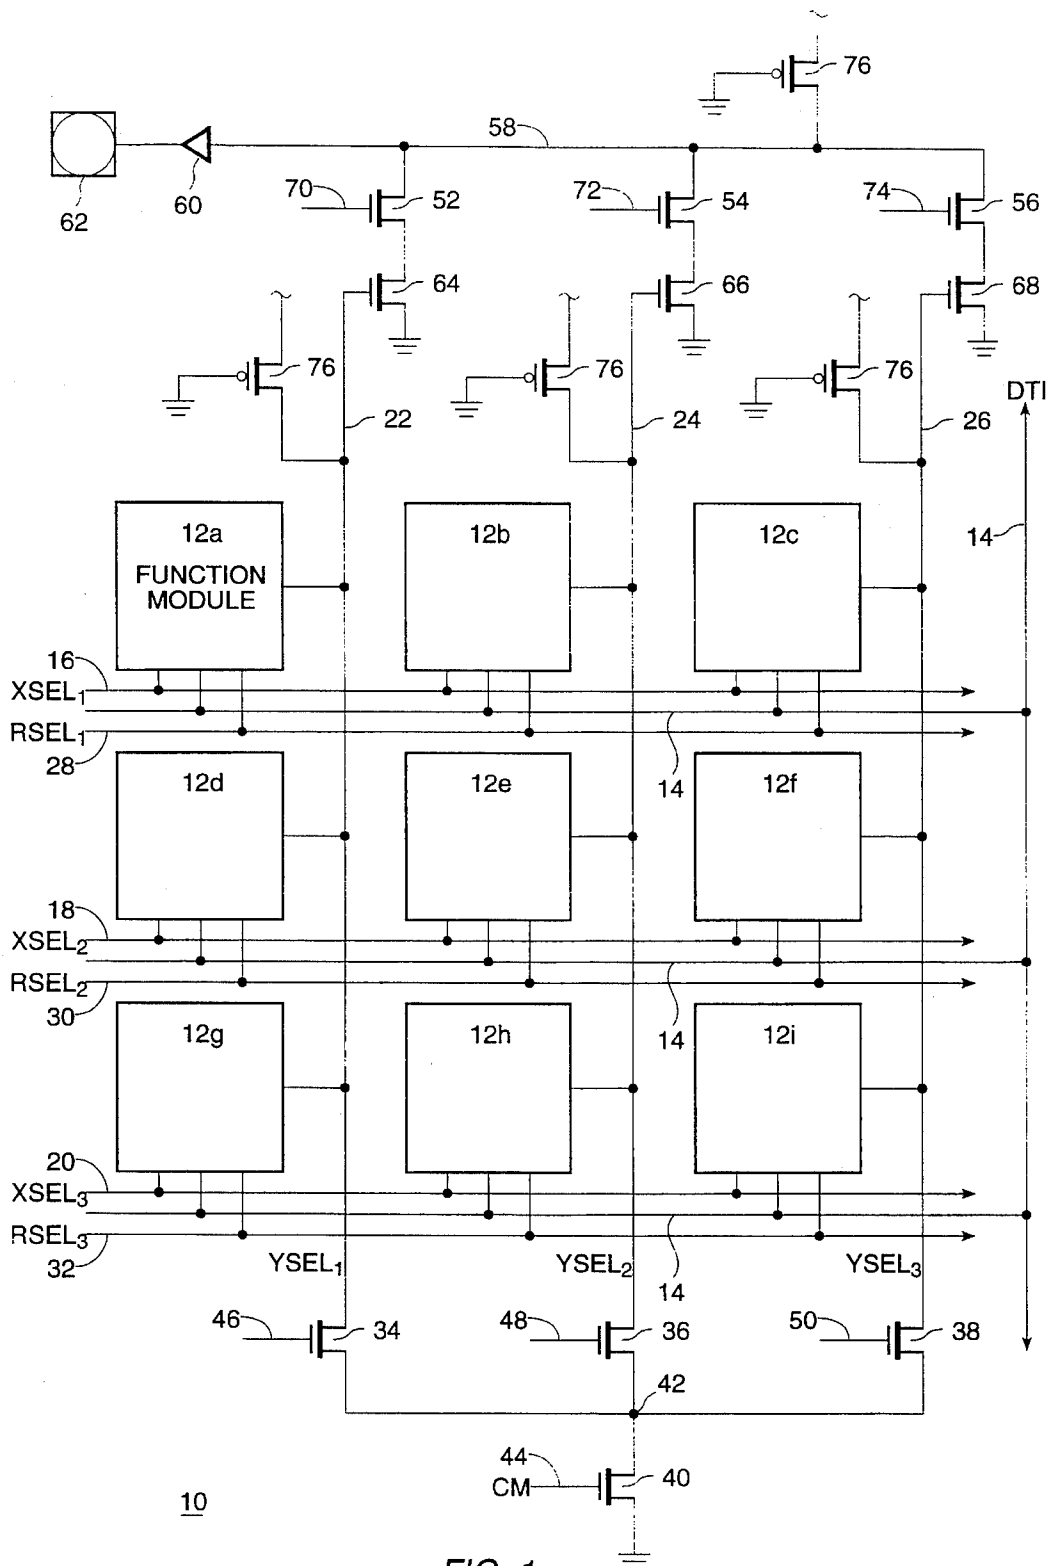 76
58
70
52
72
54
74
56
62
60
64
66
68
76
76
76
DTI
22
24
26
12a
FUNCTION
MODULE
12b
12c
14
16
XSEL1
RSEL1
28
14
12d
12e
12f
18
XSEL2
RSEL2
30
14
12g
12h
12i
20
XSEL3
RSEL3
32
YSEL1
YSEL2
YSEL3
14
46
34
48
36
50
38
42
44
CM
40
10
FIG. 1